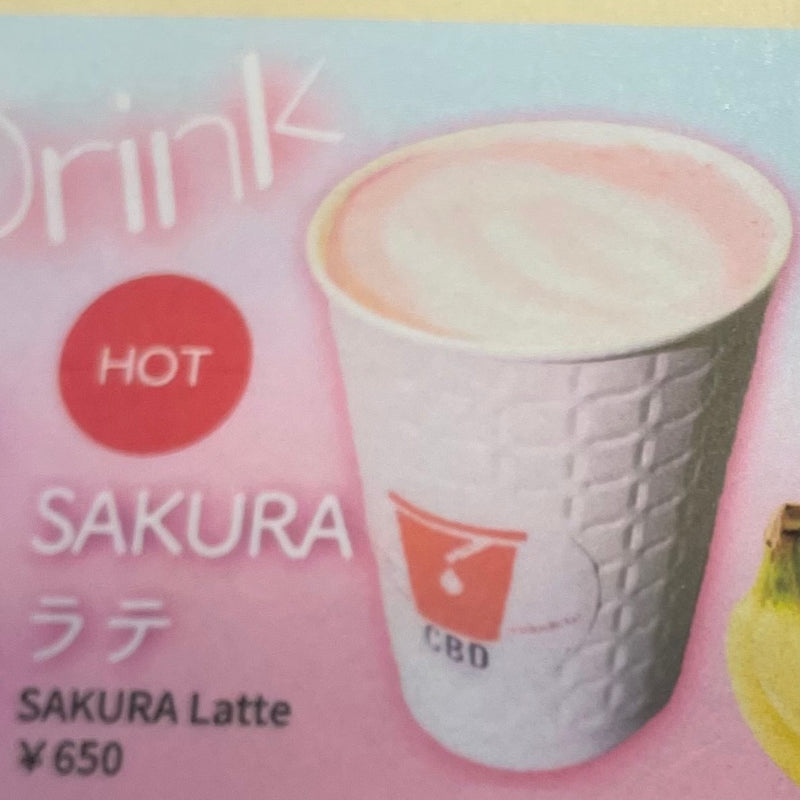 Drink
HOT
SAKURA
ラテ
SAKURA Latte
¥650
CBD